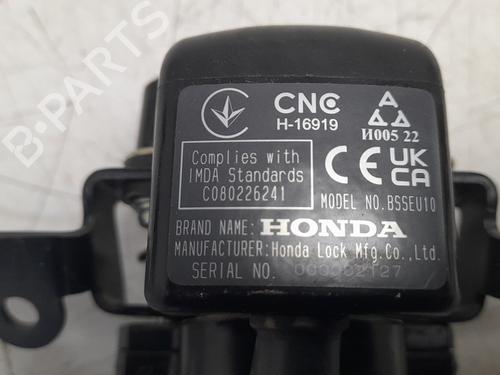 CNC
H-16919
И005 22
Complies with
IMDA Standards
C080226241
CE UK
CA
MODEL NO.BSSEU10
BRAND NAME: HONDA
MANUFACTURER: Honda Lock Mfg.Co.,Ltd.
SERIAL NO.
B-PARTS